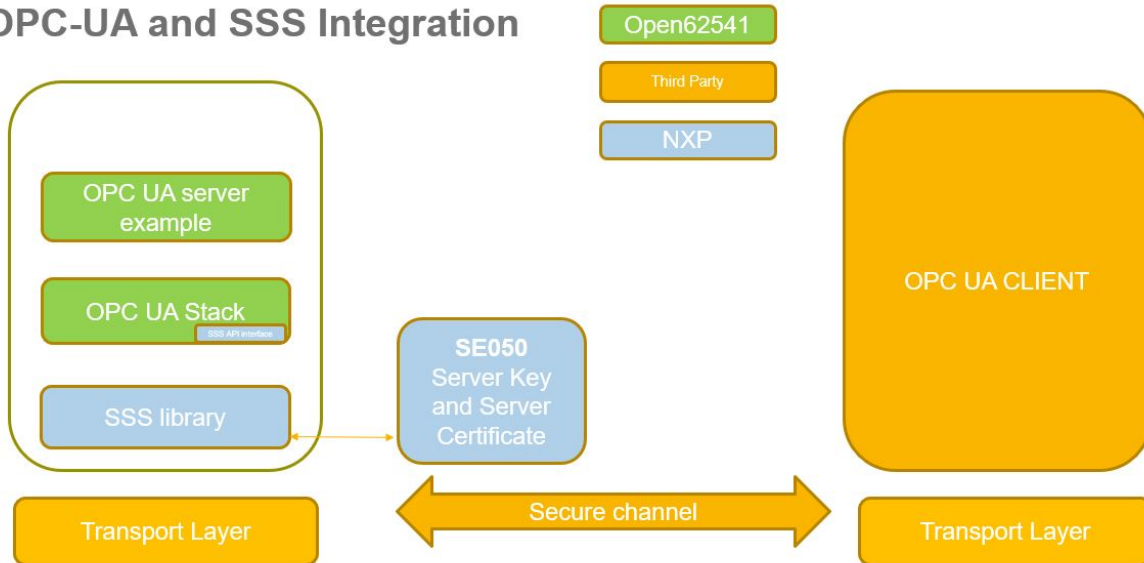 OPC-UA and SSS Integration
Open62541
Third Party
NXP
OPC UA server
example
OPC UA Stack
SSS API interface
SSS library
SE050
Server Key
and Server
Certificate
OPC UA CLIENT
Secure channel
Transport Layer
Transport Layer